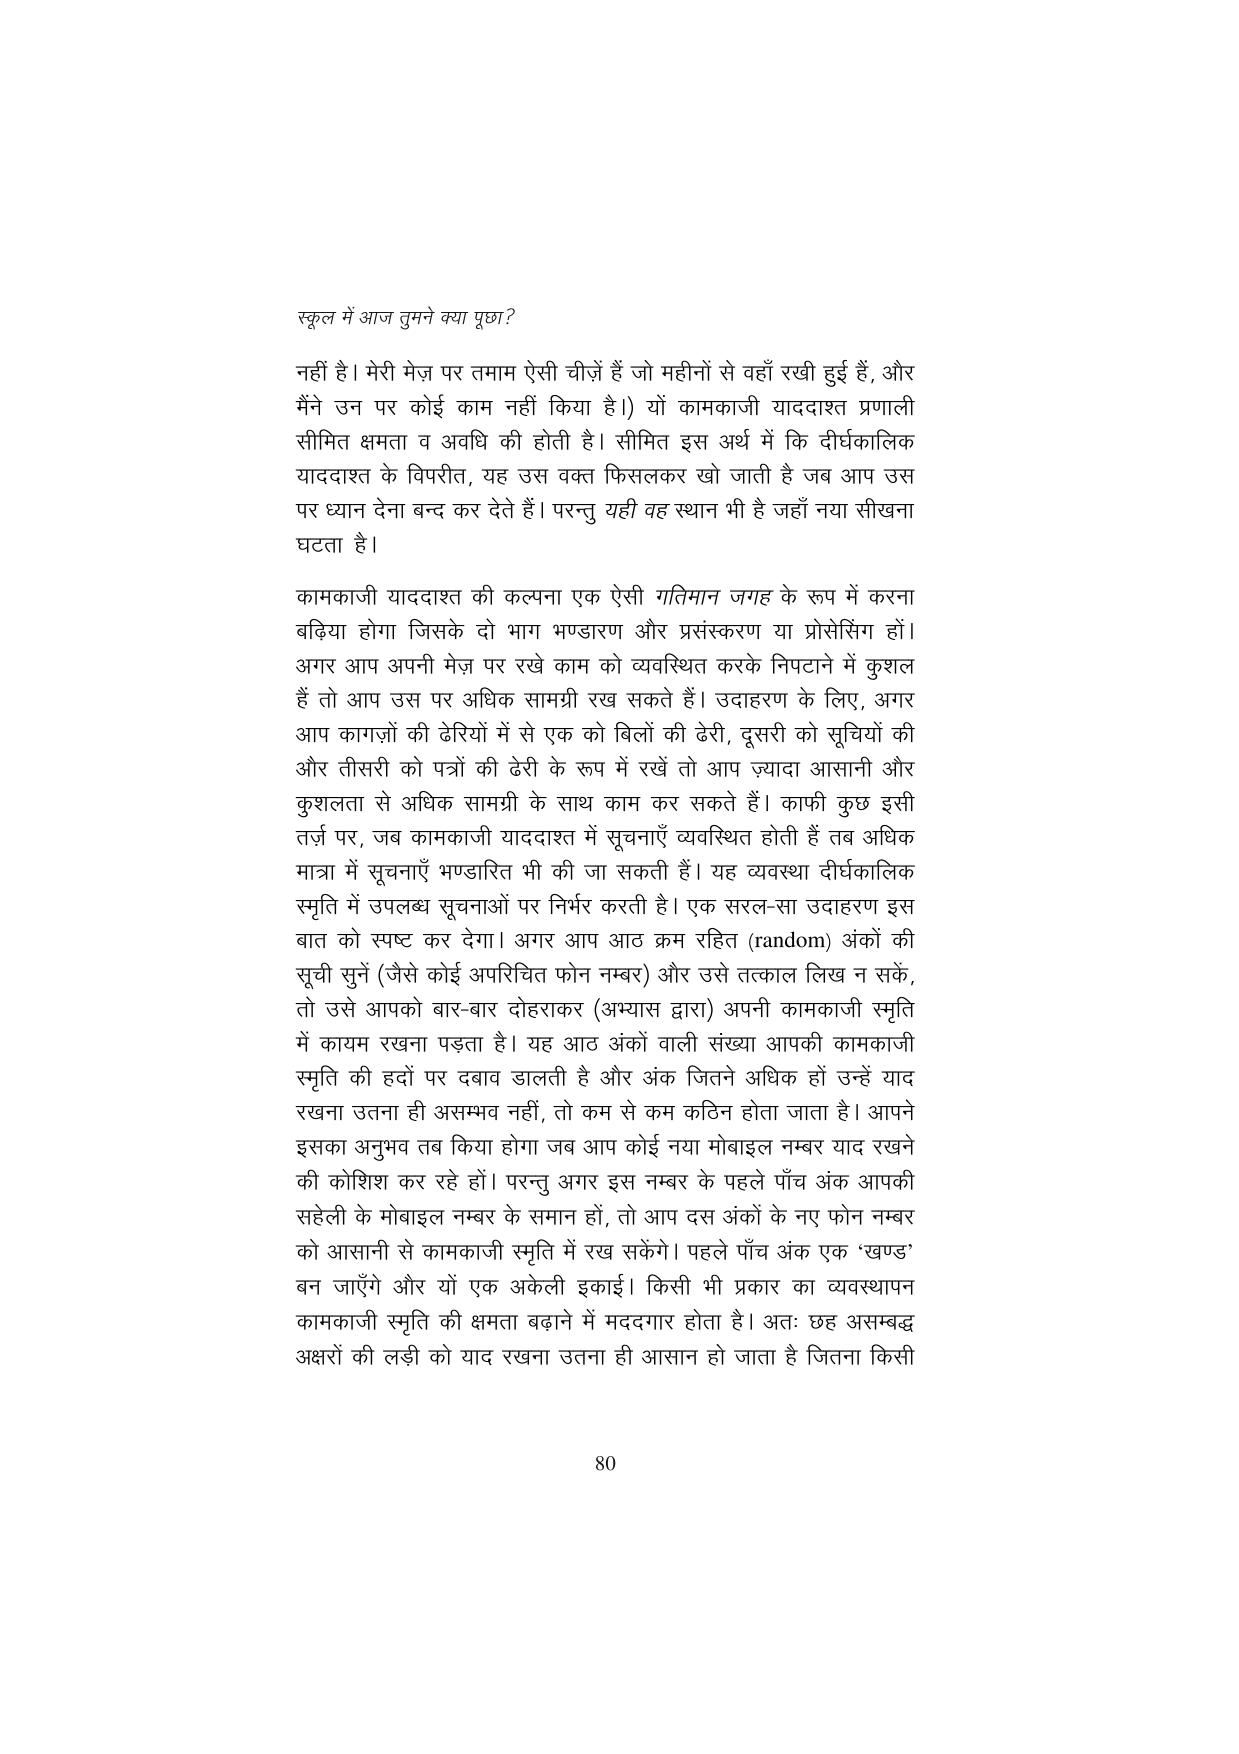 स्कूल में आज तुमने क्या पूछा?
नहीं है। मेरी मेज़ पर तमाम ऐसी चीज़ें हैं जो महीनों से वहाँ रखी हुई हैं, और
मैंने उन पर कोई काम नहीं किया है।) यों कामकाजी याददाश्त प्रणाली
सीमित क्षमता व अवधि की होती है। सीमित इस अर्थ में कि दीर्घकालिक
याददाश्त के विपरीत, यह उस वक्त फिसलकर खो जाती है जब आप उस
पर ध्यान देना बन्द कर देते हैं। परन्तु यही वह स्थान भी है जहाँ नया सीखना
घटता है।
कामकाजी याददाश्त की कल्पना एक ऐसी गतिमान जगह के रूप में करना
बढ़िया होगा जिसके दो भाग भण्डारण और प्रसंस्करण या प्रोसेसिंग हों।
अगर आप अपनी मेज़ पर रखे काम को व्यवस्थित करके निपटाने में कुशल
हैं तो आप उस पर अधिक सामग्री रख सकते हैं। उदाहरण के लिए, अगर
आप कागज़ों की ढेरियों में से एक को बिलों की ढेरी, दूसरी को सूचियों की
और तीसरी को पत्रों की ढेरी के रूप में रखें तो आप ज़्यादा आसानी और
कुशलता से अधिक सामग्री के साथ काम कर सकते हैं। काफी कुछ इसी
तर्ज़ पर, जब कामकाजी याददाश्त में सूचनाएँ व्यवस्थित होती हैं तब अधिक
मात्रा में सूचनाएँ भण्डारित भी की जा सकती हैं। यह व्यवस्था दीर्घकालिक
स्मृति में उपलब्ध सूचनाओं पर निर्भर करती है। एक सरल-सा उदाहरण इस
बात को स्पष्ट कर देगा। अगर आप आठ क्रम रहित (random) अंकों की
सूची सुनें (जैसे कोई अपरिचित फोन नम्बर) और उसे तत्काल लिख न सकें,
तो उसे आपको बार-बार दोहराकर (अभ्यास द्वारा) अपनी कामकाजी स्मृति
में कायम रखना पड़ता है। यह आठ अंकों वाली संख्या आपकी कामकाजी
स्मृति की हदों पर दबाव डालती है और अंक जितने अधिक हों उन्हें याद
रखना उतना ही असम्भव नहीं, तो कम से कम कठिन होता जाता है। आपने
इसका अनुभव तब किया होगा जब आप कोई नया मोबाइल नम्बर याद रखने
की कोशिश कर रहे हों। परन्तु अगर इस नम्बर के पहले पाँच अंक आपकी
सहेली के मोबाइल नम्बर के समान हों, तो आप दस अंकों के नए फोन नम्बर
को आसानी से कामकाजी स्मृति में रख सकेंगे। पहले पाँच अंक एक ‘खण्ड’
बन जाएँगे और यों एक अकेली इकाई। किसी भी प्रकार का व्यवस्थापन
कामकाजी स्मृति की क्षमता बढ़ाने में मददगार होता है। अतः छह असम्बद्ध
अक्षरों की लड़ी को याद रखना उतना ही आसान हो जाता है जितना किसी
80